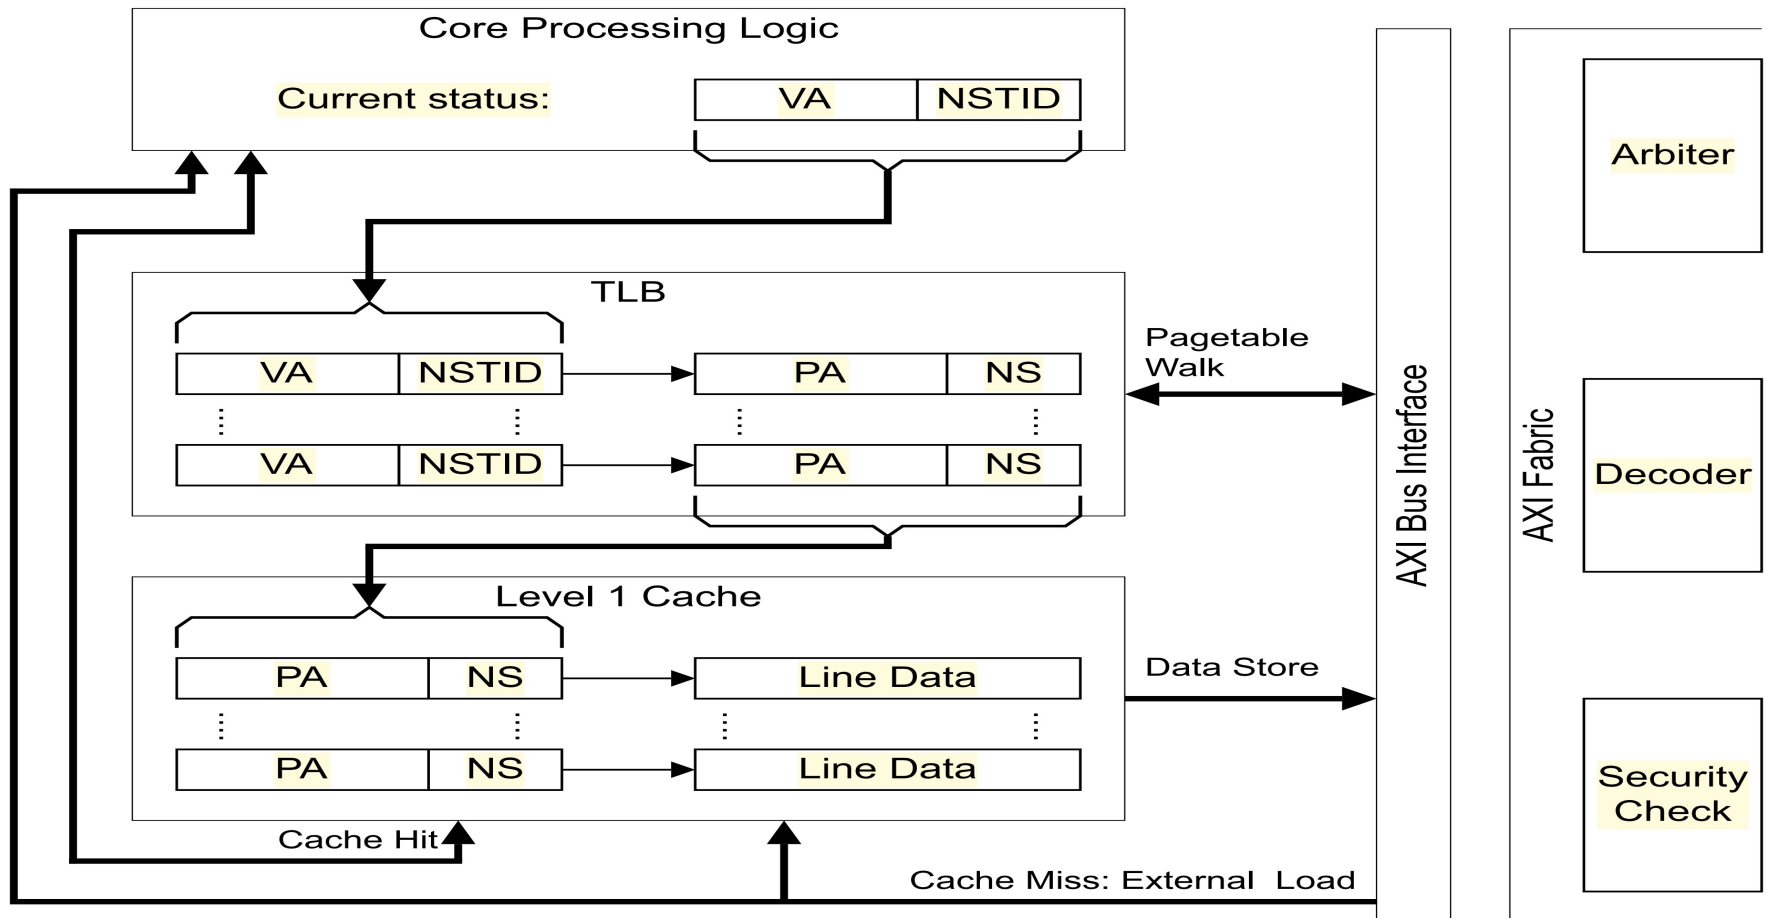 Core Processing Logic
Current status:
VA
NSTID
TLB
VA
NSTID
PA
NS
VA
NSTID
PA
NS
Pagetable
Walk
Level 1 Cache
PA
NS
Line Data
PA
NS
Line Data
Data Store
Cache Hit
Cache Miss: External Load
AXI Bus Interface
AXI Fabric
Arbiter
Decoder
Security
Check